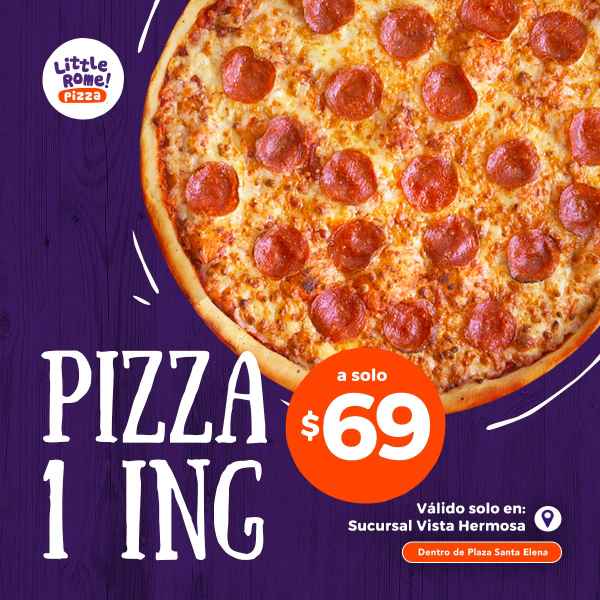 Little
Rome!
Pizza
PIZZA
1 ING
a solo
$69
Válido solo en:
Sucursal Vista Hermosa
Dentro de Plaza Santa Elena